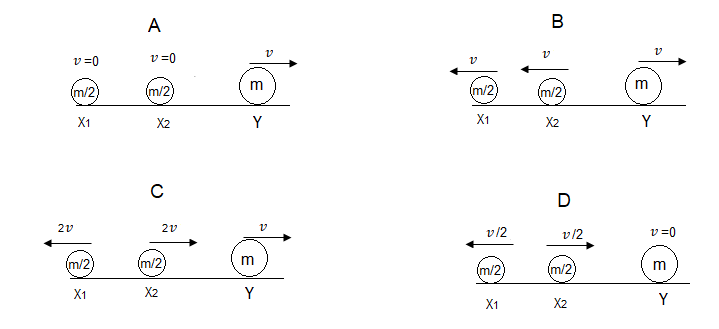 A
v=0 v=0 v
m/2 m/2 m
X1 X2 Y
B
v v v
m/2 m/2 m
X1 X2 Y
C
2v 2v v
m/2 m/2 m
X1 X2 Y
D
v/2 v/2 v=0
m/2 m/2 m
X1 X2 Y